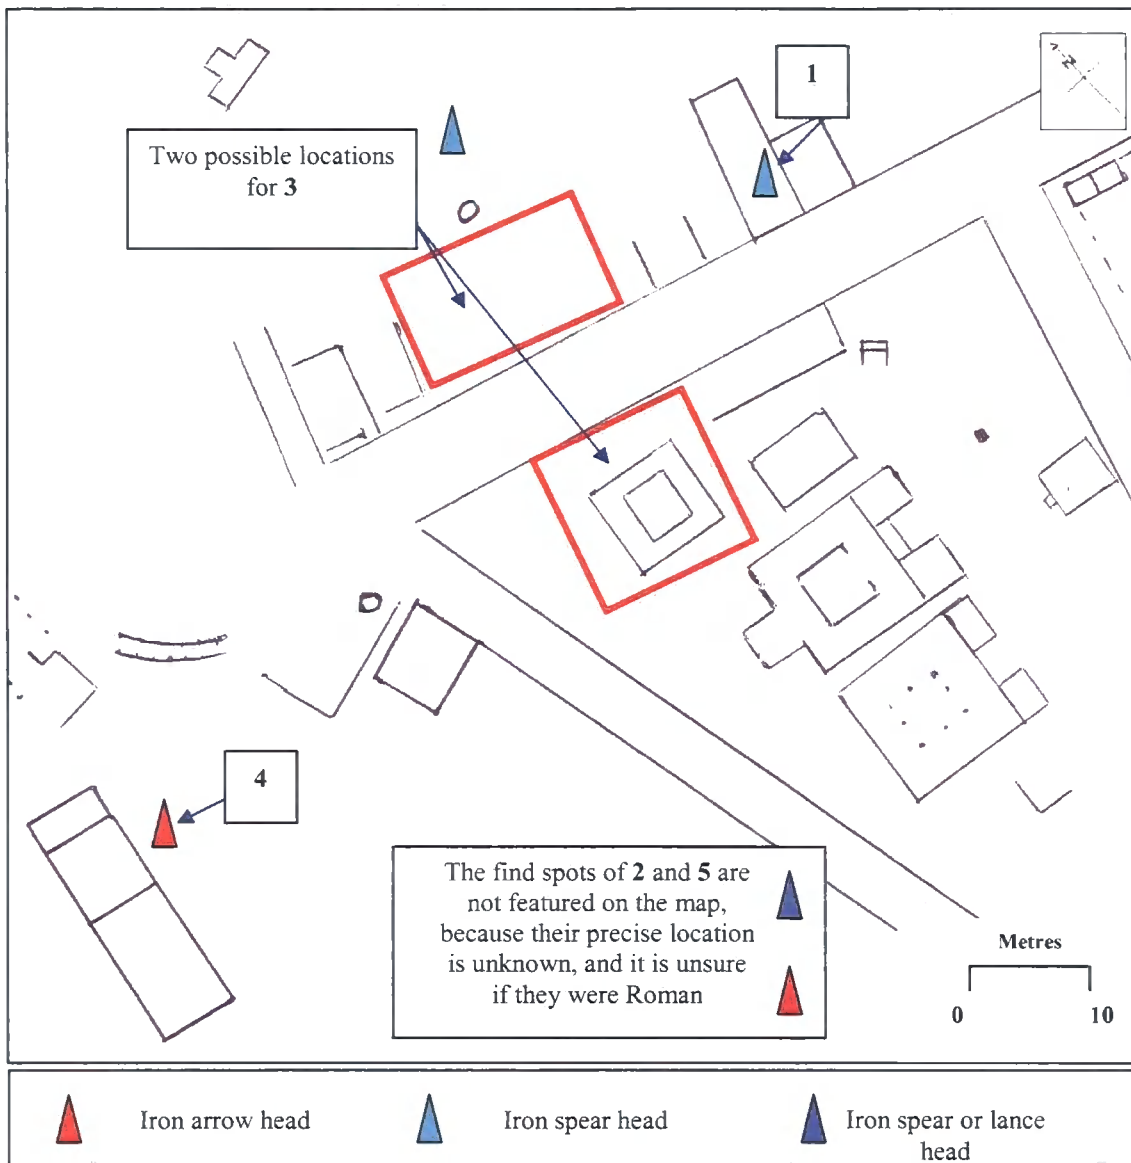 N
1
Two possible locations
for 3
4
The find spots of 2 and 5 are
not featured on the map,
because their precise location
is unknown, and it is unsure
if they were Roman
Metres
0 10
Iron arrow head
Iron spear head
Iron spear or lance
head